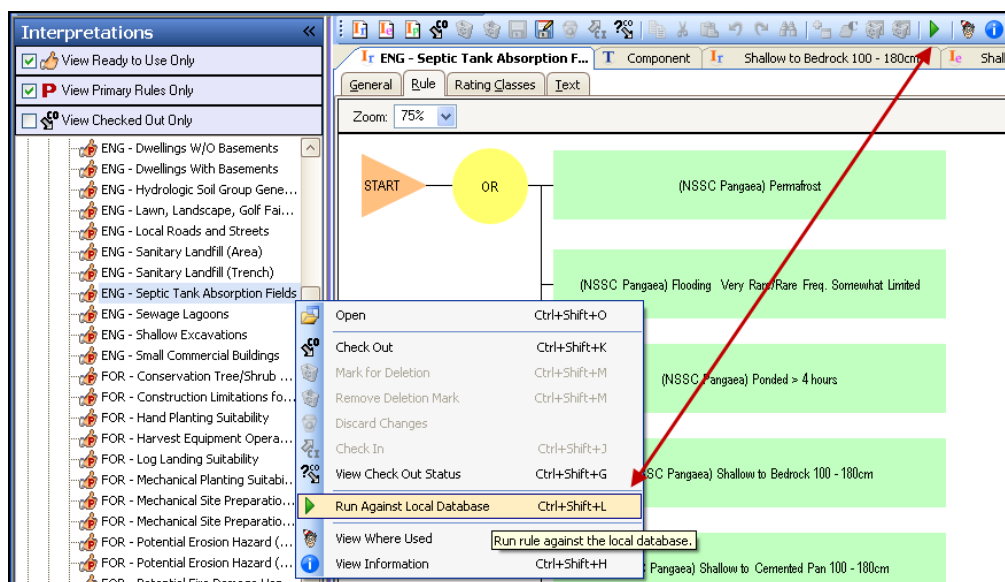 Interpretations
View Ready to Use Only
View Primary Rules Only
View Checked Out Only
ENG - Dwellings W/O Basements
ENG - Dwellings With Basements
ENG - Hydrologic Soil Group Gene...
ENG - Lawn, Landscape, Golf Fai...
ENG - Local Roads and Streets
ENG - Sanitary Landfill (Area)
ENG - Sanitary Landfill (Trench)
ENG - Septic Tank Absorption Fields
ENG - Sewage Lagoons
ENG - Shallow Excavations
ENG - Small Commercial Buildings
FOR - Conservation Tree/Shrub ...
FOR - Construction Limitations fo...
FOR - Hand Planting Suitability
FOR - Harvest Equipment Opera...
FOR - Log Landing Suitability
FOR - Mechanical Planting Suitabi...
FOR - Mechanical Site Preparatio...
FOR - Mechanical Site Preparatio...
FOR - Potential Erosion Hazard (...
FOR - Potential Erosion Hazard (...
FOR - Potential Fire Damage Haz...
Open Ctrl+Shift+O
Check Out Ctrl+Shift+K
Mark for Deletion Ctrl+Shift+M
Remove Deletion Mark Ctrl+Shift+M
Discard Changes
Check In Ctrl+Shift+J
View Check Out Status Ctrl+Shift+G
Run Against Local Database Ctrl+Shift+L
View Where Used
Run rule against the local database.
View Information Ctrl+Shift+H
Ir ENG - Septic Tank Absorption F... T Component Ir Shallow to Bedrock 100 - 180cm Ie Shal
General Rule Rating Classes Text
Zoom: 75%
START
OR
(NSSC Pangaea) Permafrost
(NSSC Pangaea) Flooding Very Rare/Rare Freq. Somewhat Limited
(NSSC Pangaea) Ponded > 4 hours
SC Pangaea) Shallow to Bedrock 100 - 180cm
Pangaea) Shallow to Cemented Pan 100 - 180cm